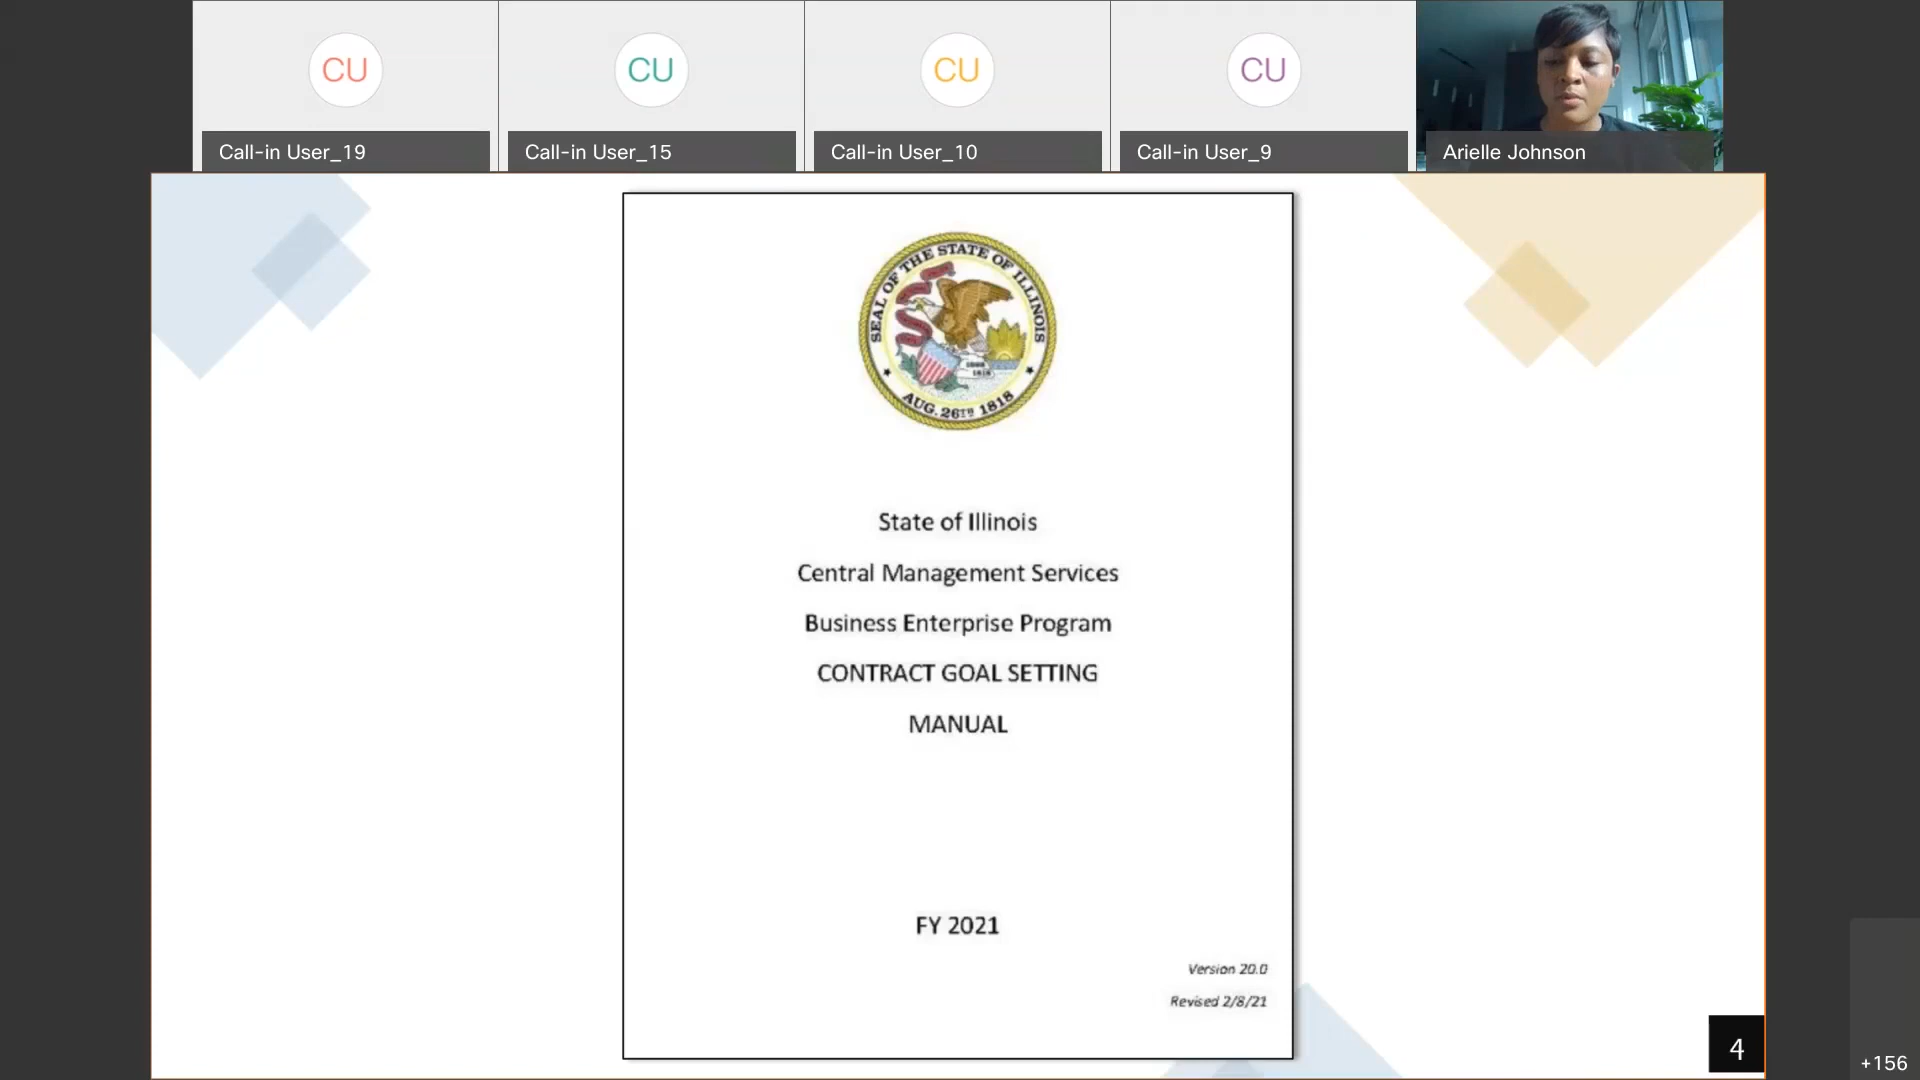 CU
CU
CU
CU
Call-in User_19
Call-in User_15
Call-in User_10
Call-in User_9
Arielle Johnson
SEAL OF THE STATE OF ILLINOIS
AUG. 26TH 1818
State of Illinois
Central Management Services
Business Enterprise Program
CONTRACT GOAL SETTING
MANUAL
FY 2021
Version 20.0
Revised 2/8/21
4
+156